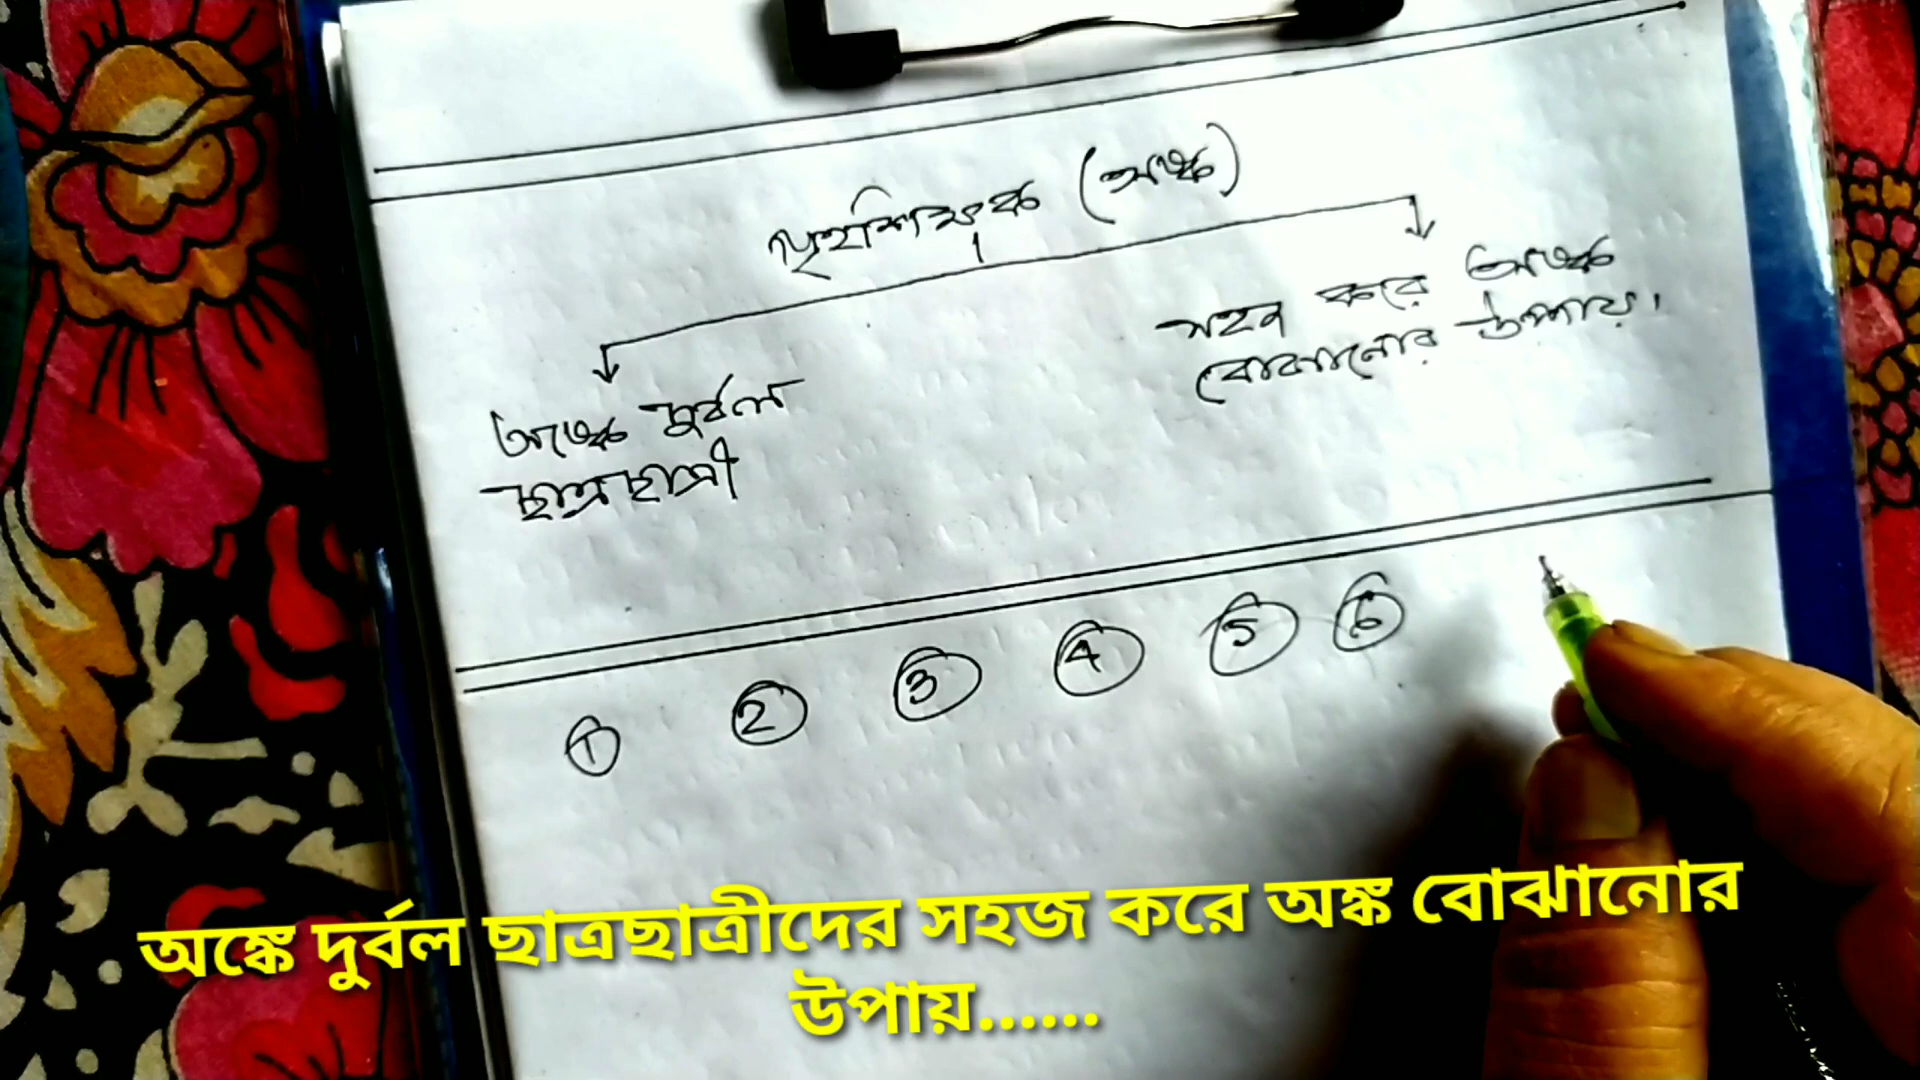 গৃহশিক্ষক (অঙ্ক)
অঙ্কে দুর্বল
ছাত্রছাত্রী
সহজ করে অঙ্ক
বোঝানোর উপায়।
① ② ③ ④ ⑤ ⑥
অঙ্কে দুর্বল ছাত্রছাত্রীদের সহজ করে অঙ্ক বোঝানোর
উপায়......